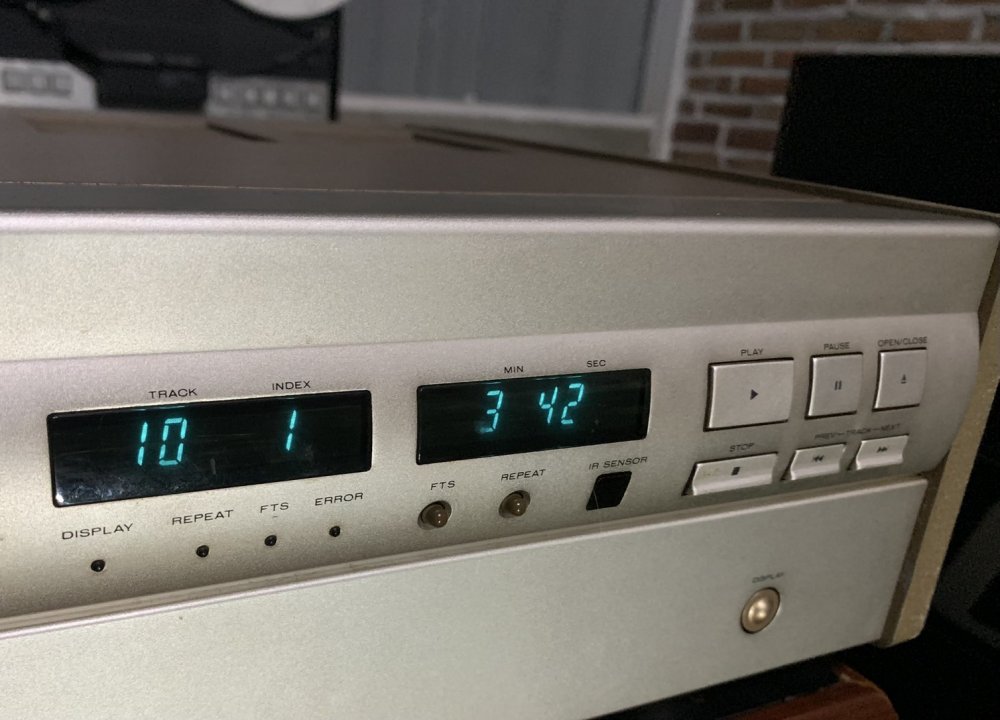 TRACK INDEX
10 1
MIN SEC
3 42
PLAY
PAUSE
OPEN/CLOSE
STOP
PREV—TRACK—NEXT
DISPLAY
REPEAT
FTS
ERROR
FTS
REPEAT
IR SENSOR
DISPLAY